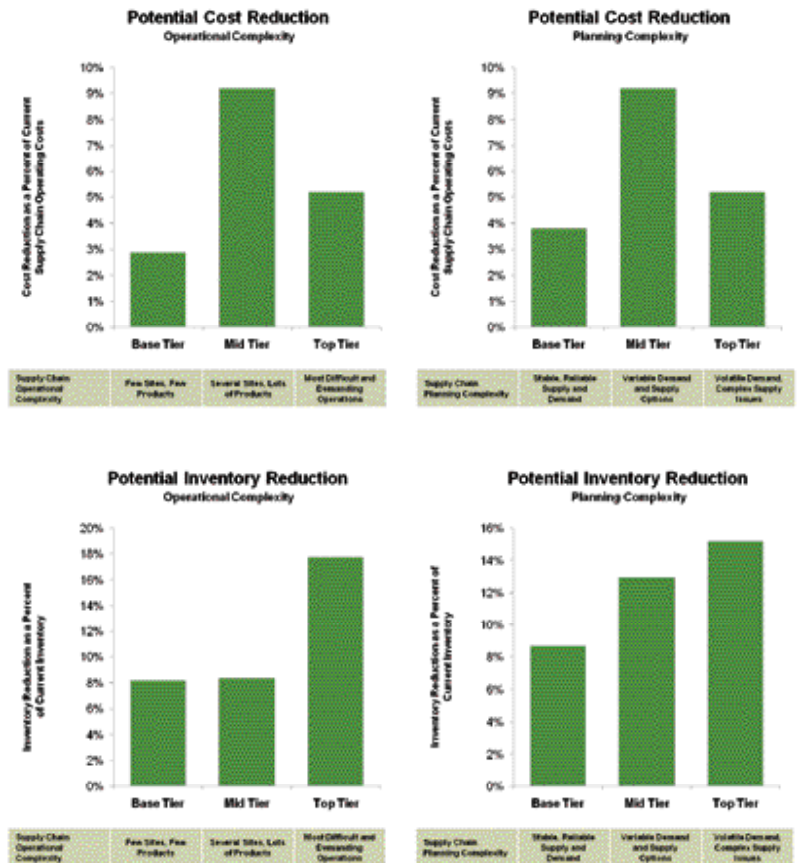 Potential Cost Reduction
Operational Complexity
Cost Reduction as a Percent of Current
Supply Chain Operating Costs
10%
9%
8%
7%
6%
5%
4%
3%
2%
1%
0%
Base Tier Mid Tier Top Tier
Supply Chain
Operational
Complexity
Few Sites, Few
Products
Several Sites, Lots
of Products
Most Difficult and
Demanding
Operations
Potential Cost Reduction
Planning Complexity
Cost Reduction as a Percent of Current
Supply Chain Operating Costs
10%
9%
8%
7%
6%
5%
4%
3%
2%
1%
0%
Base Tier Mid Tier Top Tier
Supply Chain
Planning Complexity
Stable, Reliable
Supply and
Demand
Variable Demand
and Supply
Options
Volatile Demand,
Complex Supply
Issues
Potential Inventory Reduction
Operational Complexity
Inventory Reduction as a Percent
of Current Inventory
20%
18%
16%
14%
12%
10%
8%
6%
4%
2%
0%
Base Tier Mid Tier Top Tier
Supply Chain
Operational
Complexity
Few Sites, Few
Products
Several Sites, Lots
of Products
Most Difficult and
Demanding
Operations
Potential Inventory Reduction
Planning Complexity
Inventory Reduction as a Percent of
Current Inventory
16%
14%
12%
10%
8%
6%
4%
2%
0%
Base Tier Mid Tier Top Tier
Supply Chain
Planning Complexity
Stable, Reliable
Supply and
Demand
Variable Demand
and Supply
Options
Volatile Demand,
Complex Supply
Issues